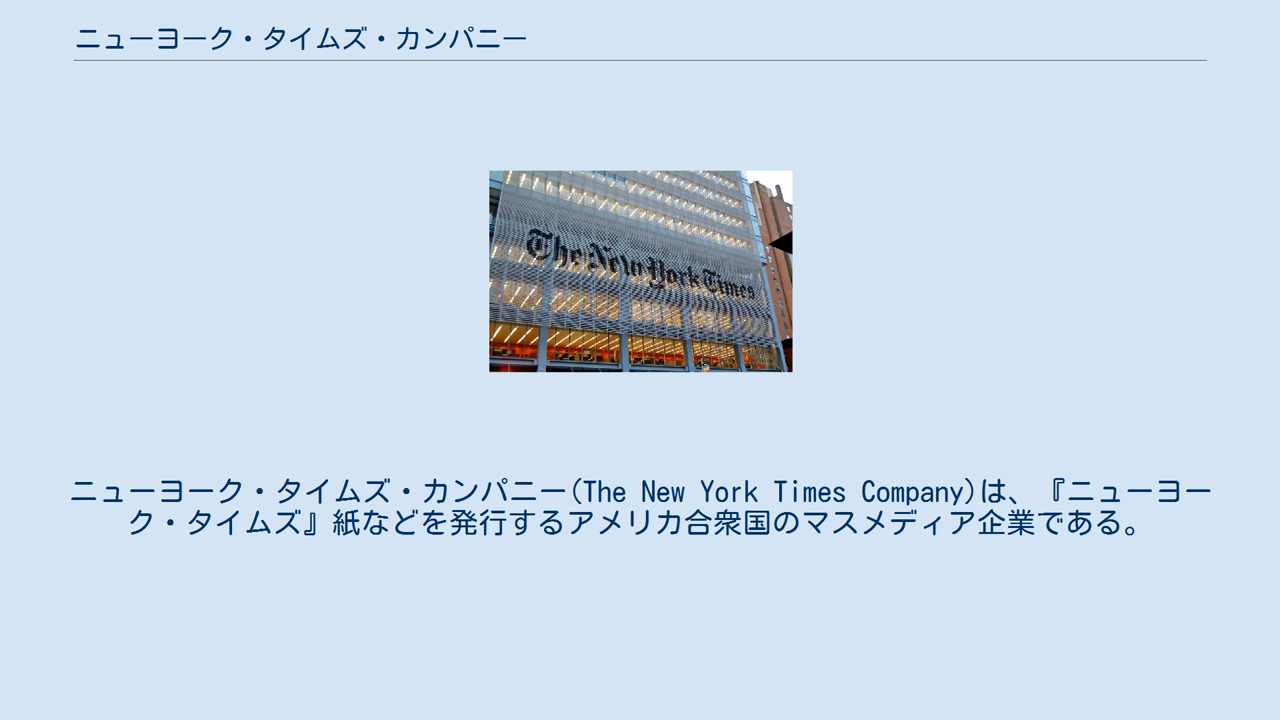 ニューヨーク・タイムズ・カンパニー
The New York Times
ニューヨーク・タイムズ・カンパニー(The New York Times Company)は、『ニューヨー
ク・タイムズ』紙などを発行するアメリカ合衆国のマスメディア企業である。